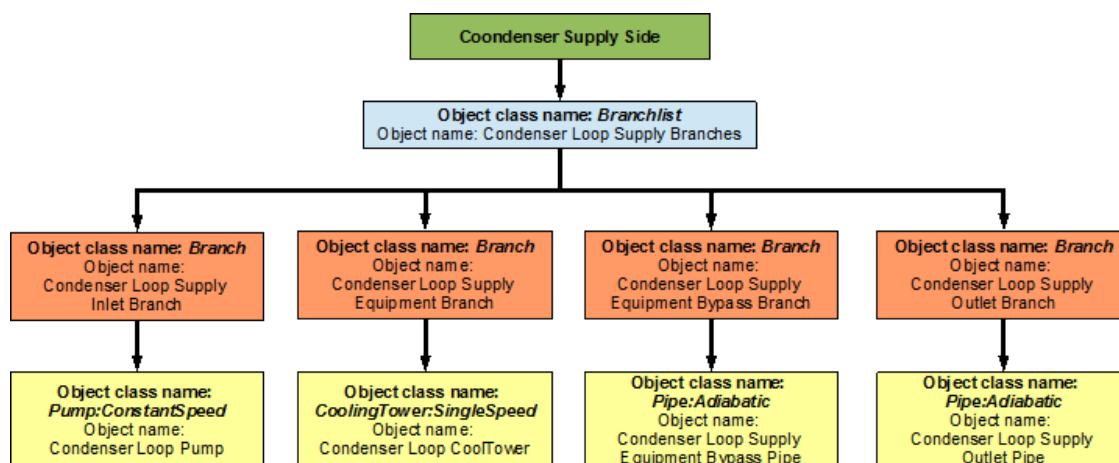 Coondenser Supply Side
Object class name: Branchlist
Object name: Condenser Loop Supply Branches
Object class name: Branch
Object name:
Condenser Loop Supply
Inlet Branch
Object class name: Branch
Object name:
Condenser Loop Supply
Equipment Branch
Object class name: Branch
Object name:
Condenser Loop Supply
Equipment Bypass Branch
Object class name: Branch
Object name:
Condenser Loop Supply
Outlet Branch
Object class name:
Pump:ConstantSpeed
Object name:
Condenser Loop Pump
Object class name:
CoolingTower:SingleSpeed
Object name:
Condenser Loop CoolTower
Object class name:
Pipe:Adiabatic
Object name:
Condenser Loop Supply
Equipment Bypass Pipe
Object class name:
Pipe:Adiabatic
Object name:
Condenser Loop Supply
Outlet Pipe